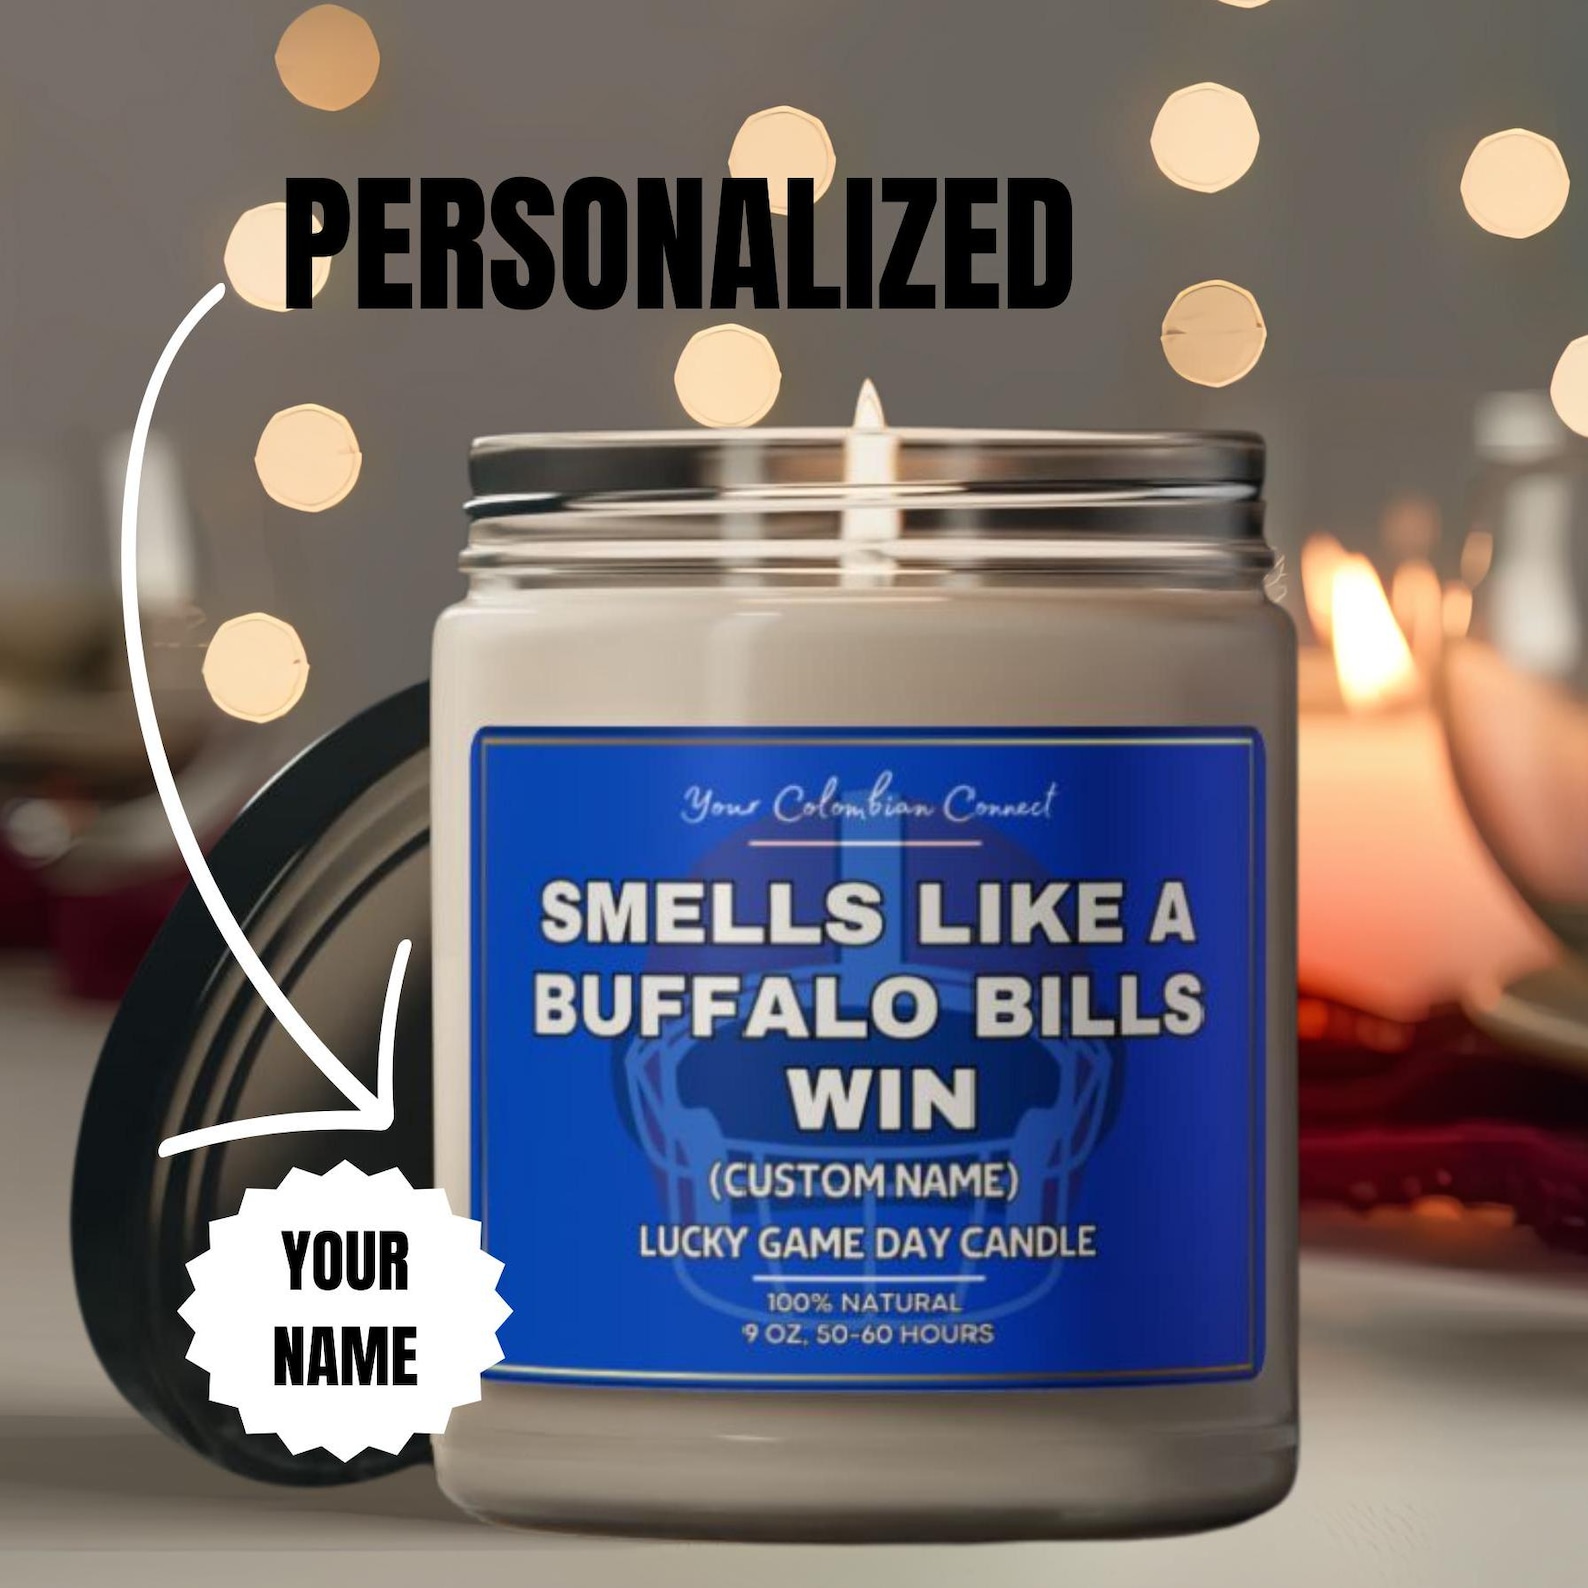 PERSONALIZED
Your Colombian Connect
SMELLS LIKE A
BUFFALO BILLS
WIN
(CUSTOM NAME)
LUCKY GAME DAY CANDLE
100% NATURAL
9 OZ, 50-60 HOURS
YOUR
NAME